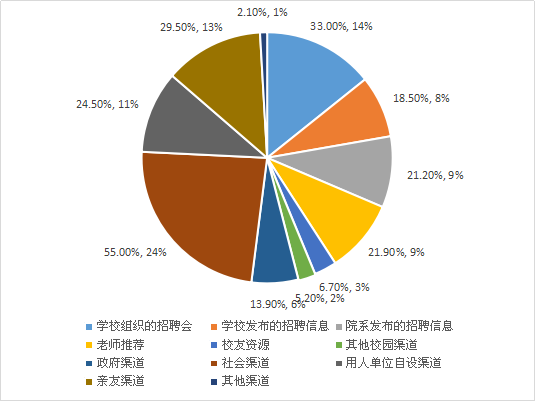 2.10%, 1%
33.00%, 14%
29.50%, 13%
18.50%, 8%
24.50%, 11%
21.20%, 9%
55.00%, 24%
21.90%, 9%
6.70%, 3%
5.20%, 2%
13.90%, 6%
学校组织的招聘会 学校发布的招聘信息 院系发布的招聘信息
老师推荐 校友资源 其他校园渠道
政府渠道 社会渠道 用人单位自设渠道
亲友渠道 其他渠道